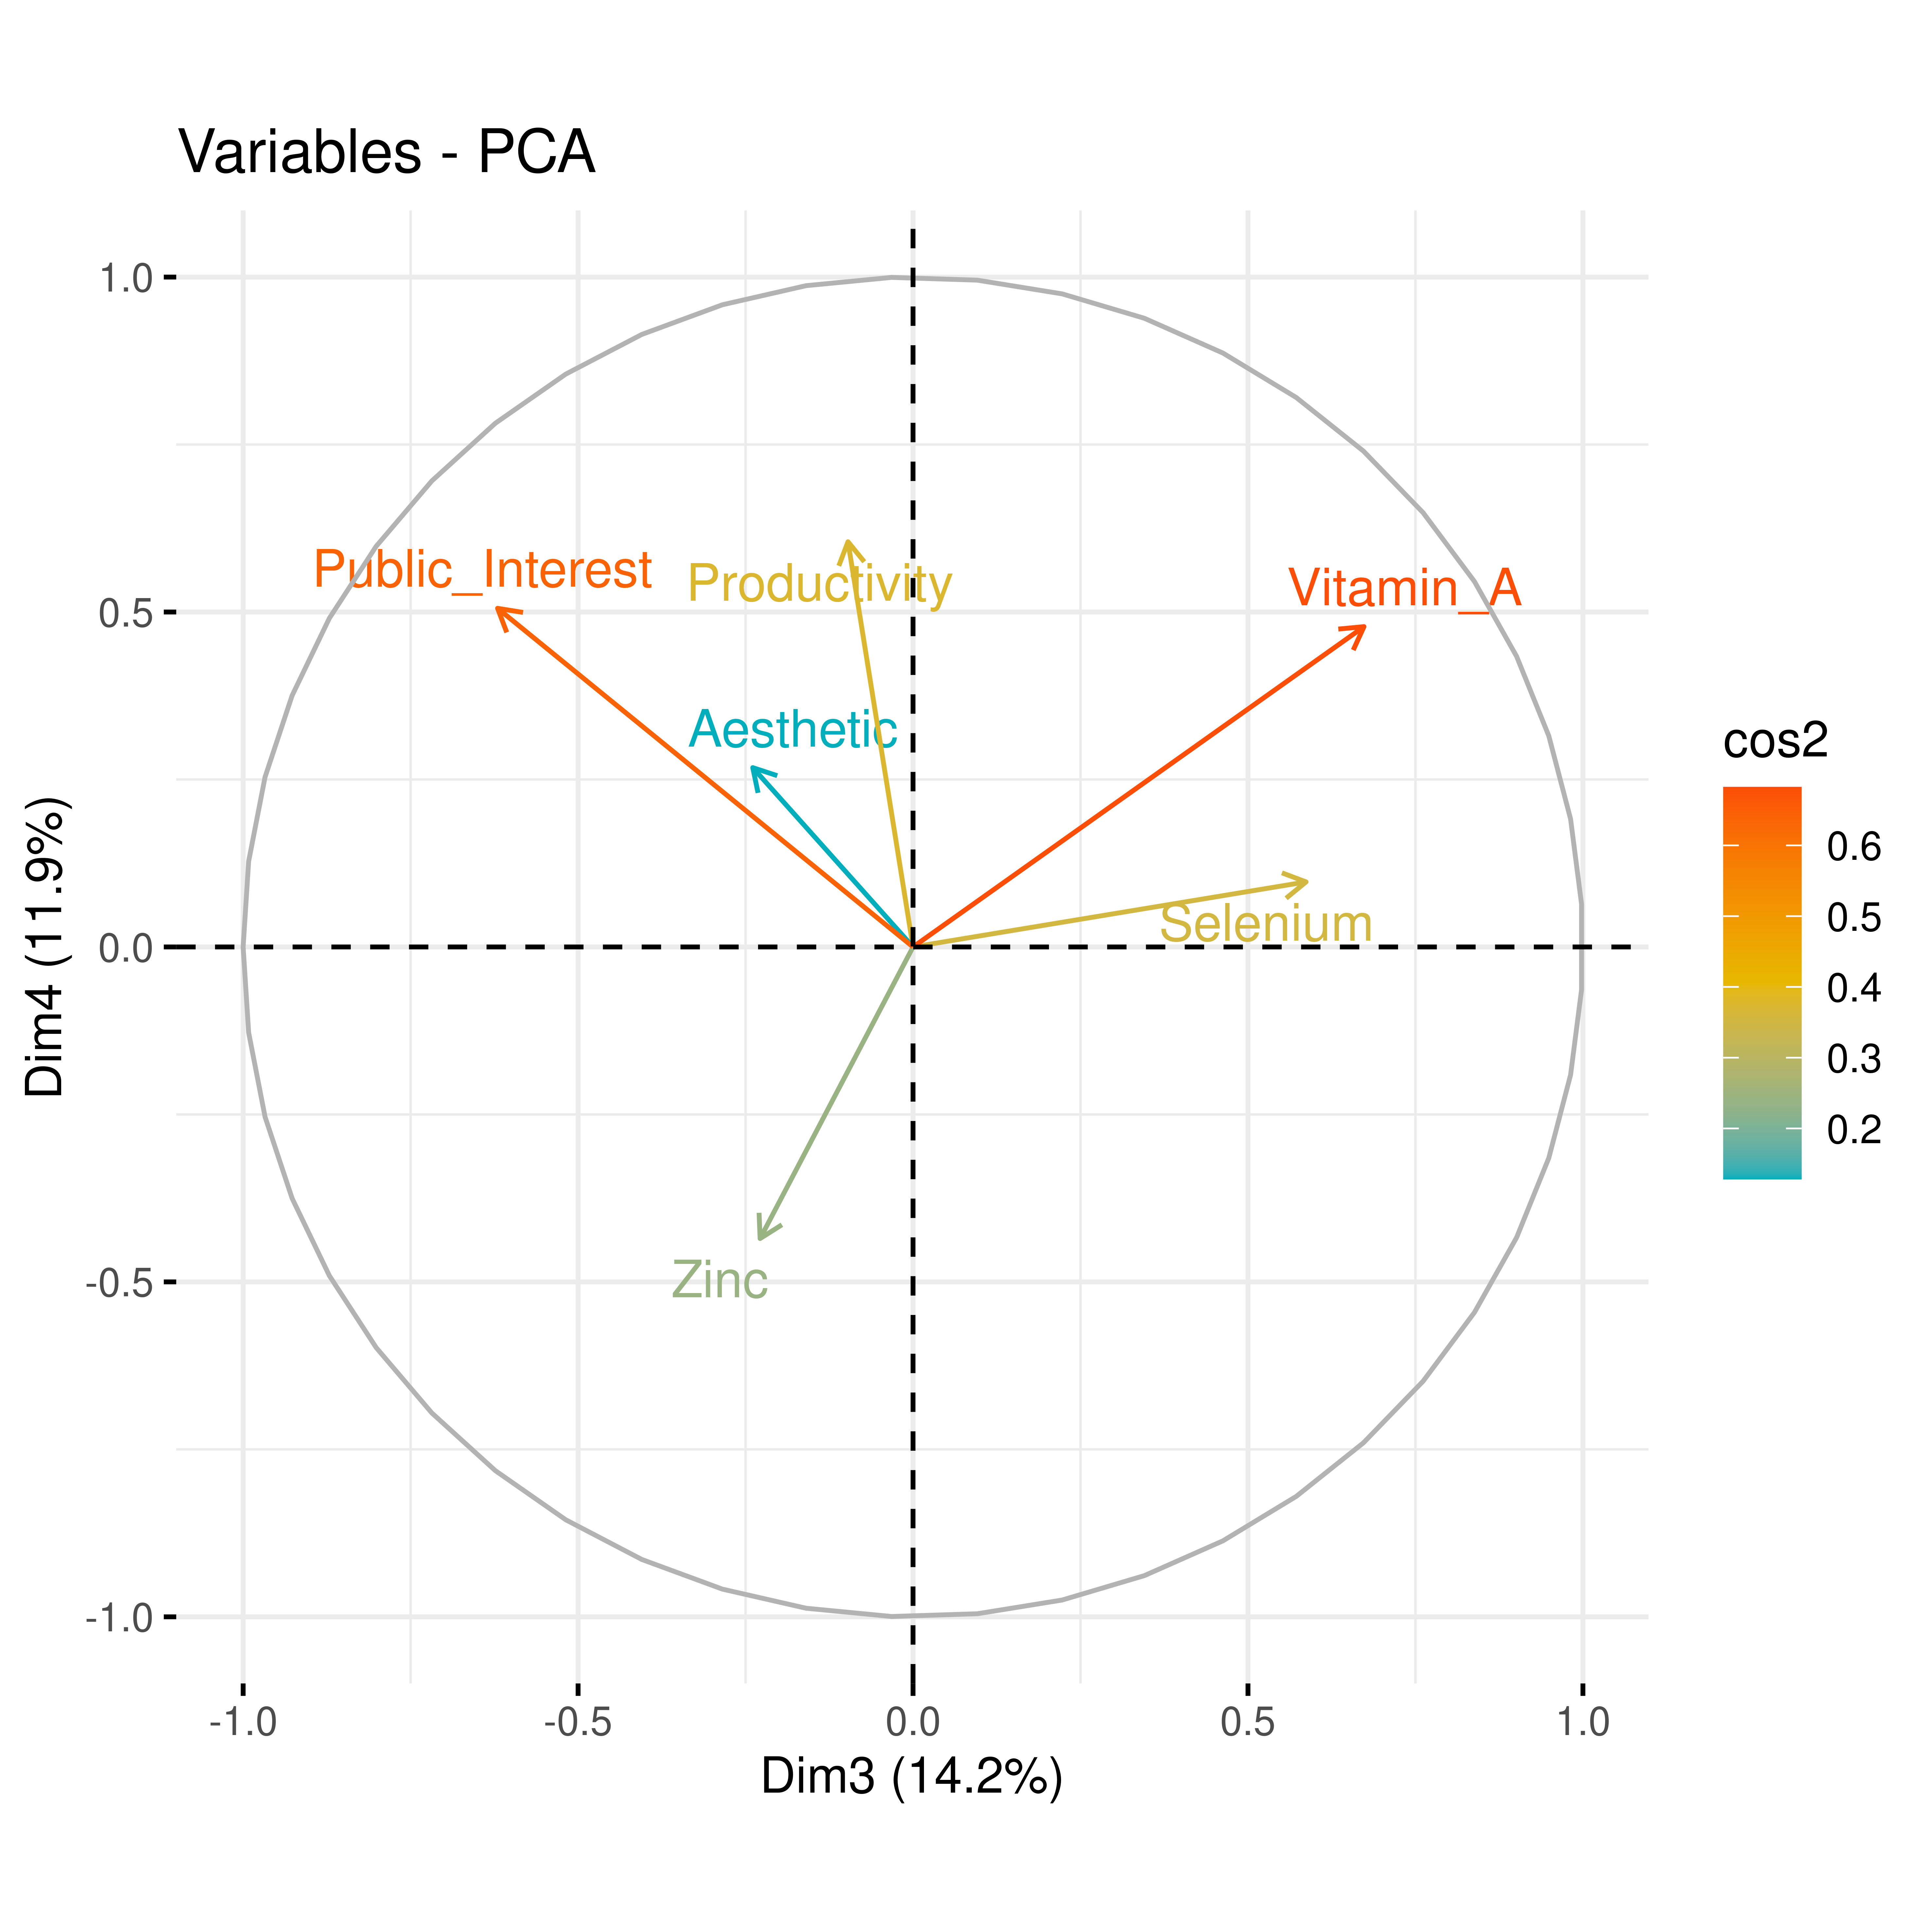 Variables - PCA
1.0
0.5
0.0
-0.5
-1.0
Dim4 (11.9%)
Public_Interest
Productivity
Vitamin_A
Aesthetic
Selenium
Zinc
-1.0
-0.5
0.0
0.5
1.0
Dim3 (14.2%)
cos2
0.6
0.5
0.4
0.3
0.2